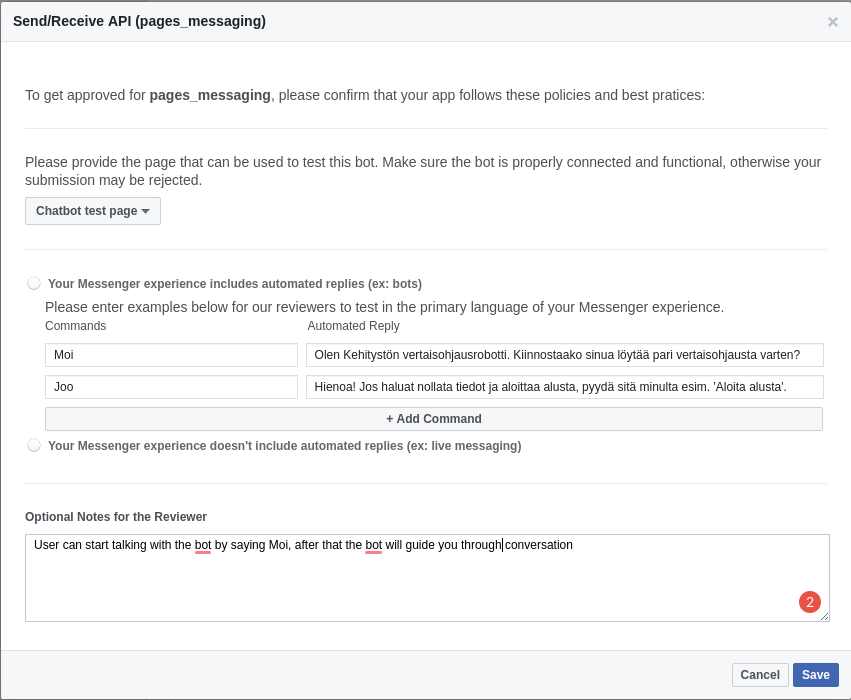 Send/Receive API (pages_messaging)
×
To get approved for pages_messaging, please confirm that your app follows these policies and best pratices:
Please provide the page that can be used to test this bot. Make sure the bot is properly connected and functional, otherwise your
submission may be rejected.
Chatbot test page
Your Messenger experience includes automated replies (ex: bots)
Please enter examples below for our reviewers to test in the primary language of your Messenger experience.
Commands Automated Reply
Moi Olen Kehitystön vertaisohjausrobotti. Kiinnostaako sinua löytää pari vertaisohjausta varten?
Joo Hienoa! Jos haluat nollata tiedot ja aloittaa alusta, pyydä sitä minulta esim. 'Aloita alusta'.
+ Add Command
Your Messenger experience doesn't include automated replies (ex: live messaging)
Optional Notes for the Reviewer
User can start talking with the bot by saying Moi, after that the bot will guide you through conversation
2
Cancel Save